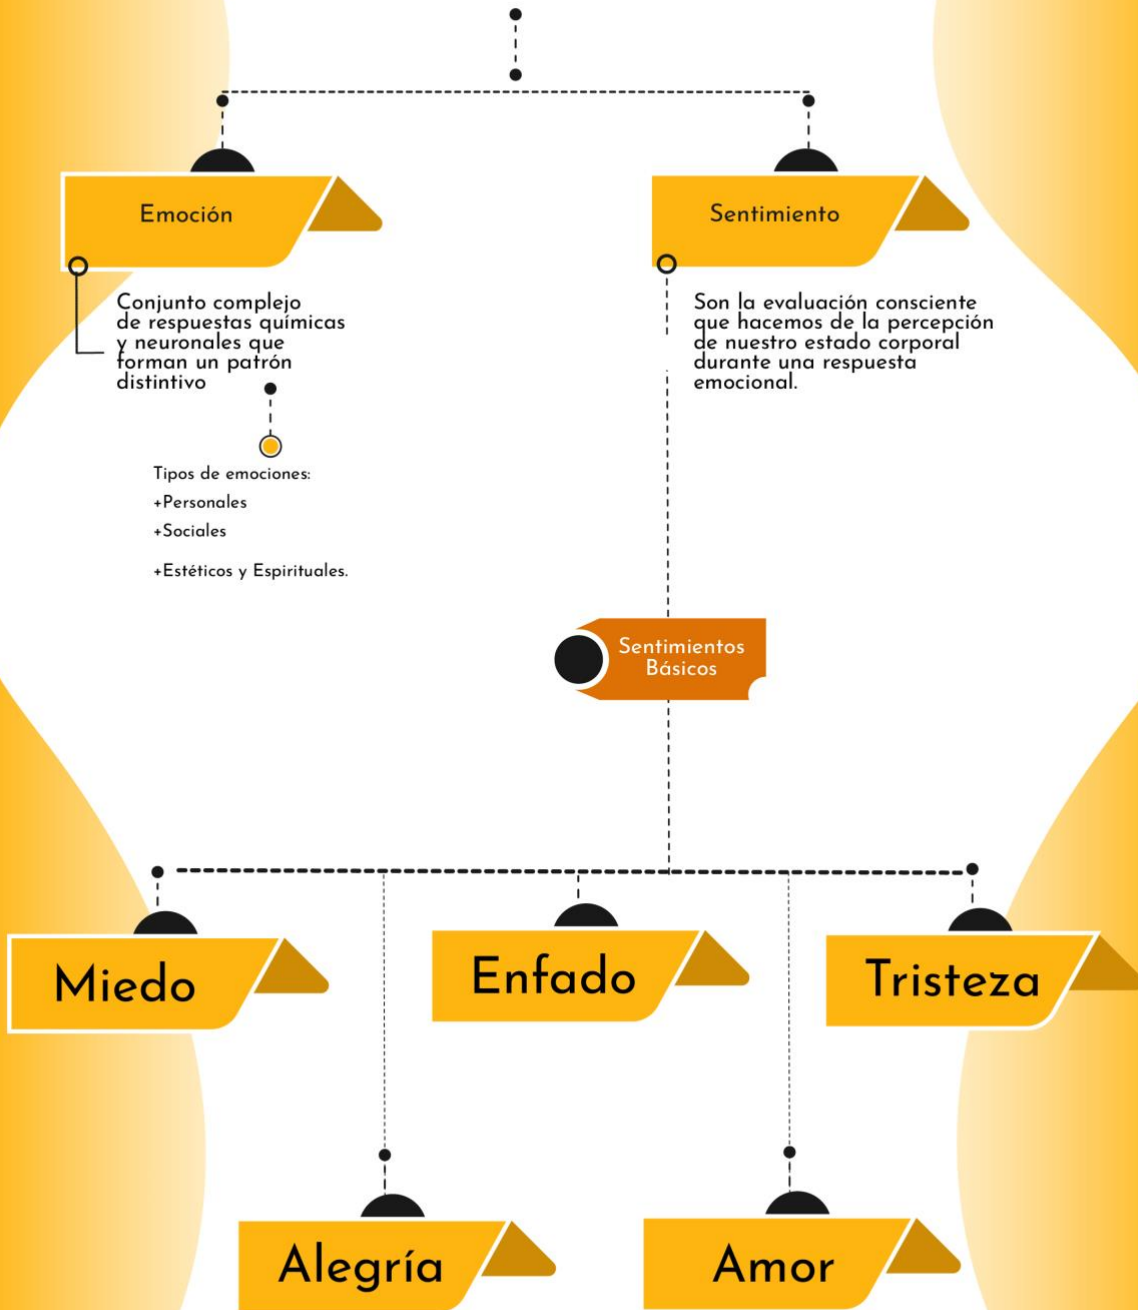 Emoción
Sentimiento
Conjunto complejo
de respuestas químicas
y neuronales que
forman un patrón
distintivo
Son la evaluación consciente
que hacemos de la percepción
de nuestro estado corporal
durante una respuesta
emocional.
Tipos de emociones:
+Personales
+Sociales
+Estéticos y Espirituales.
Sentimientos
Básicos
Miedo
Enfado
Tristeza
Alegría
Amor